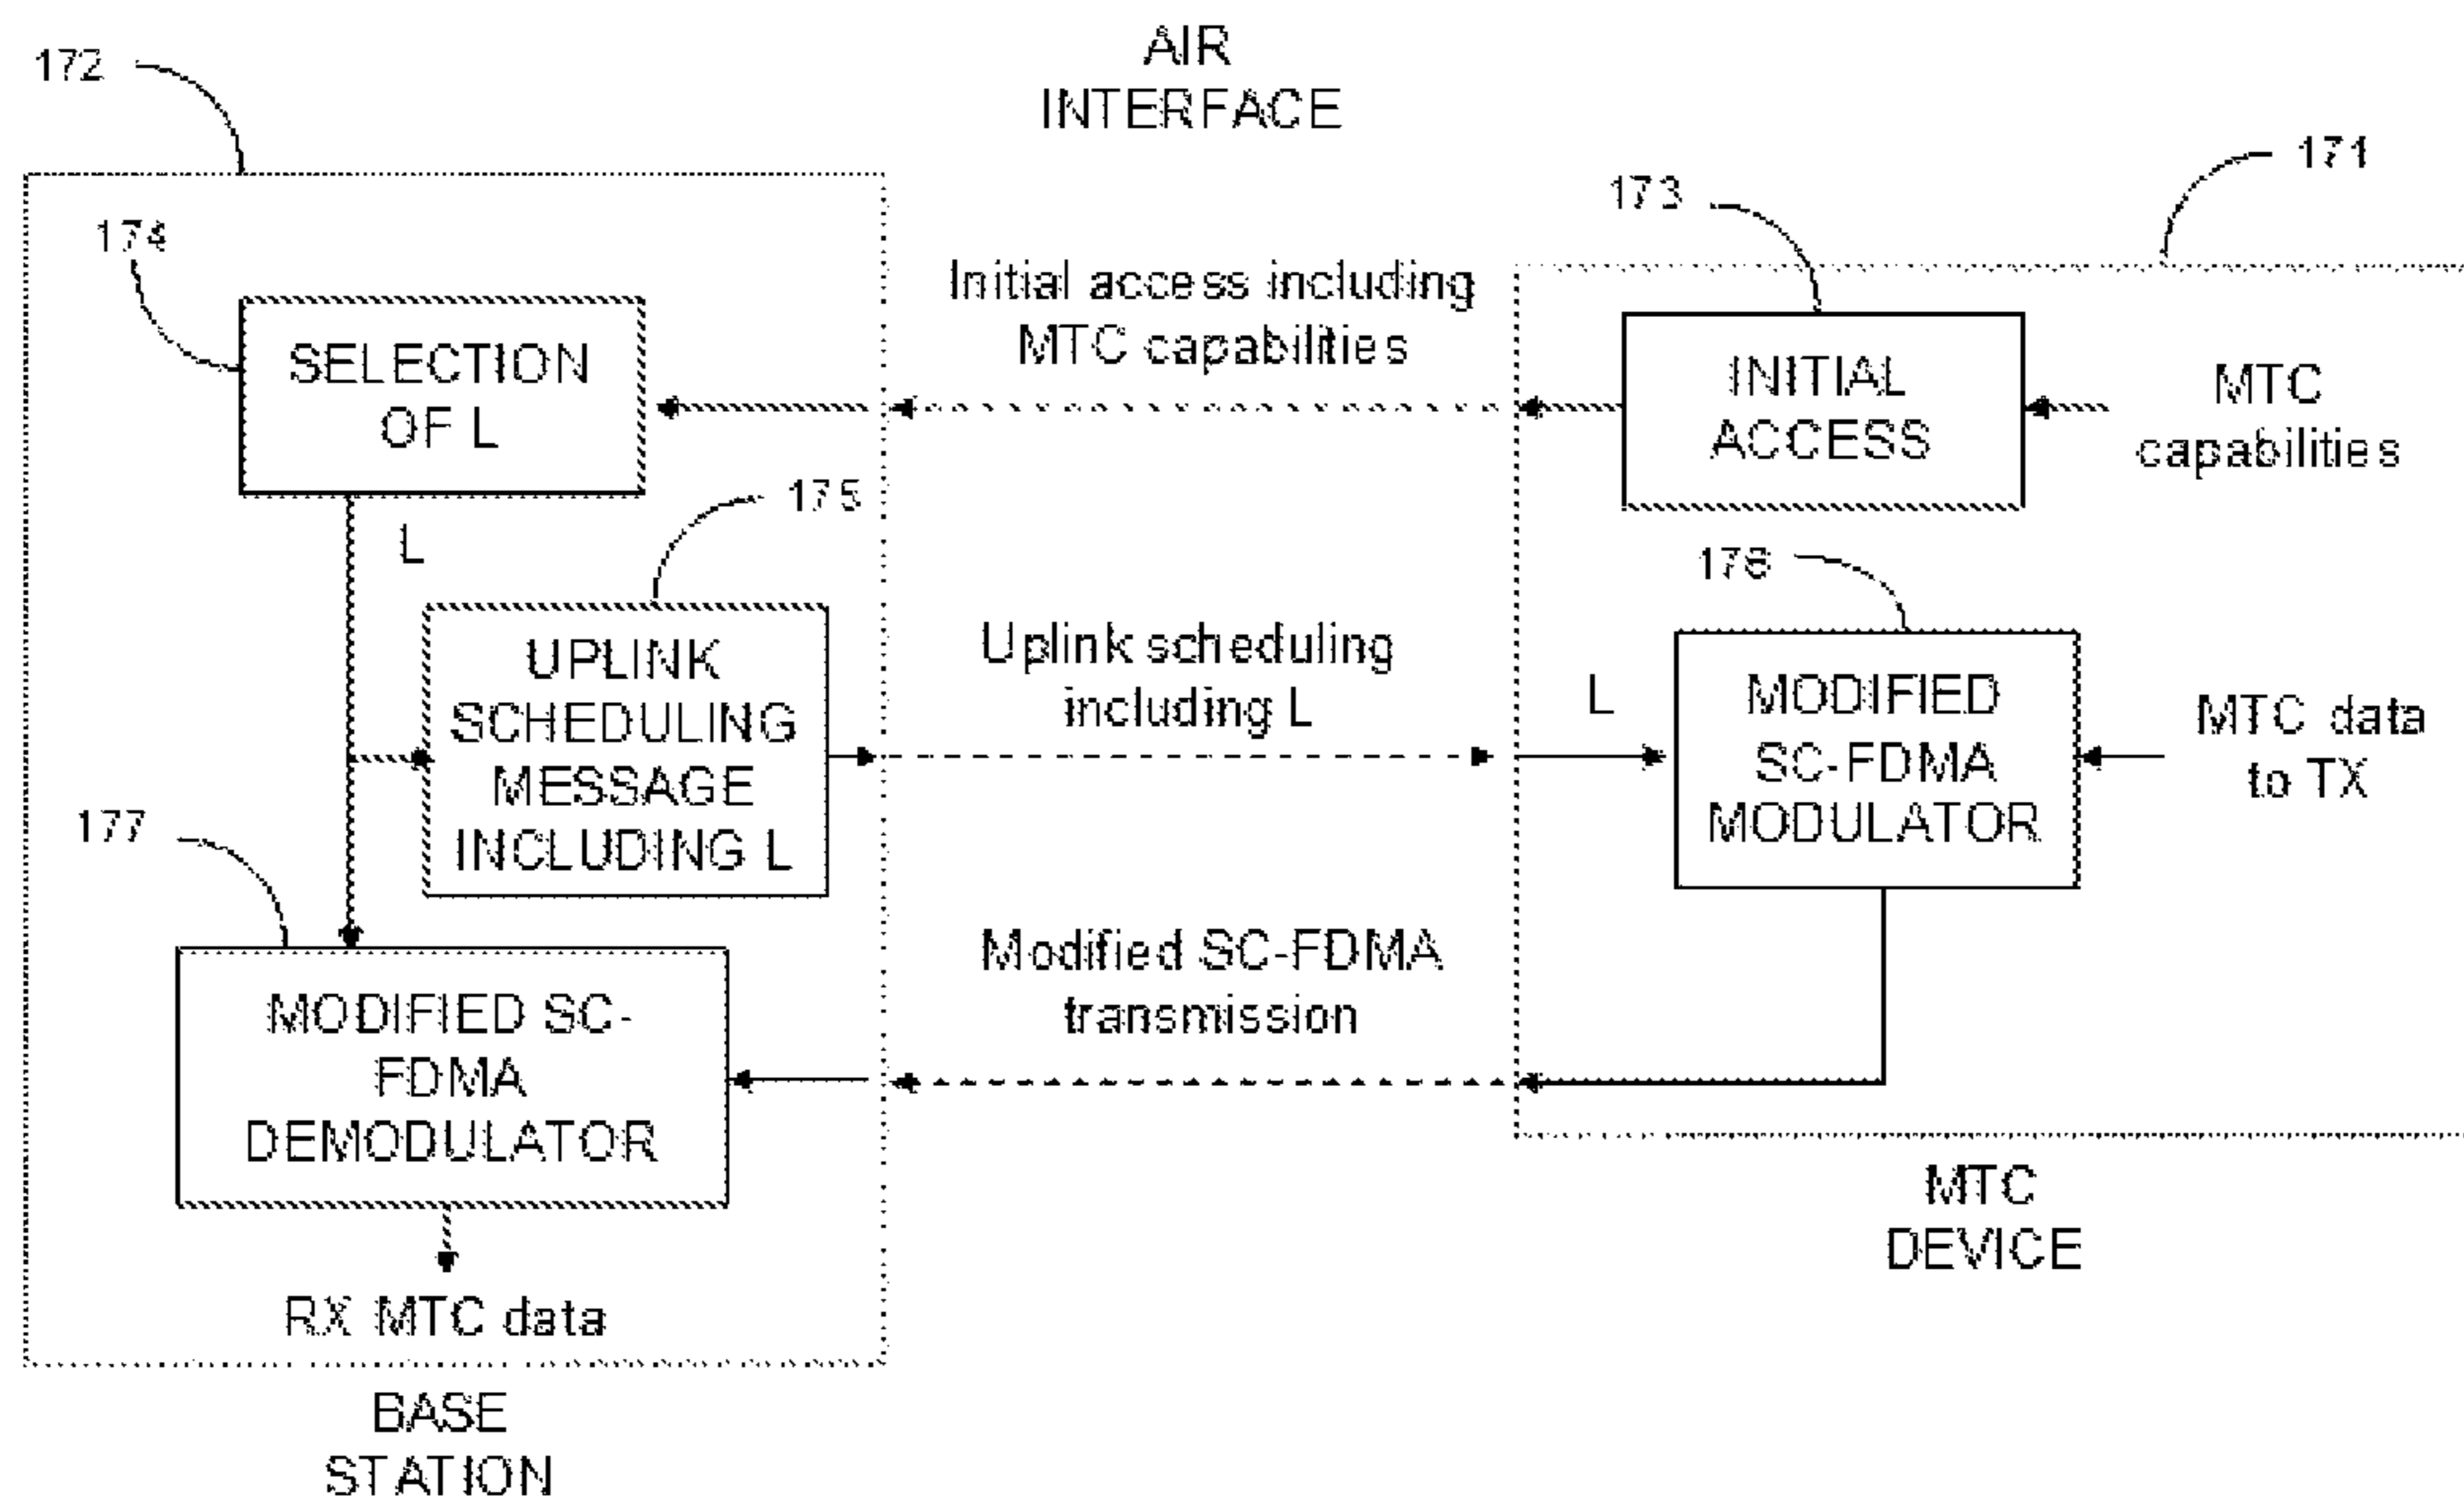 AIR
INTERFACE
172
171
173
174
Initial access including
MTC capabilities
SELECTION
OF L
INITIAL
ACCESS
MTC
capabilities
175
L
176
UPLINK
SCHEDULING
MESSAGE
INCLUDING L
Uplink scheduling
including L
L
MODIFIED
SC-FDMA
MODULATOR
MTC data
to TX
177
MODIFIED SC-
FDMA
DEMODULATOR
Modified SC-FDMA
transmission
RX MTC data
MTC
DEVICE
BASE
STATION